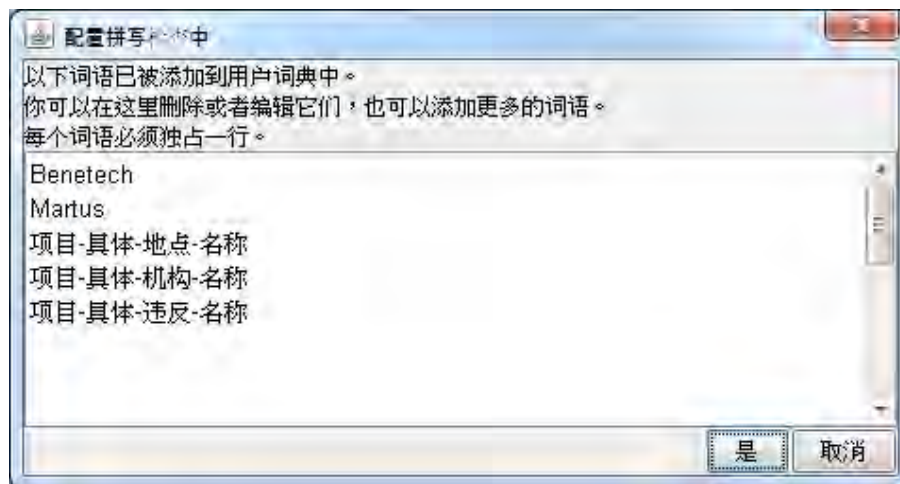 配置拼写中
以下词语已被添加到用户词典中。
你可以在这里删除或者编辑它们，也可以添加更多的词语。
每个词语必须独占一行。
Benetech
Martus
项目-具体-地点-名称
项目-具体-机构-名称
项目-具体-违反-名称
是
取消